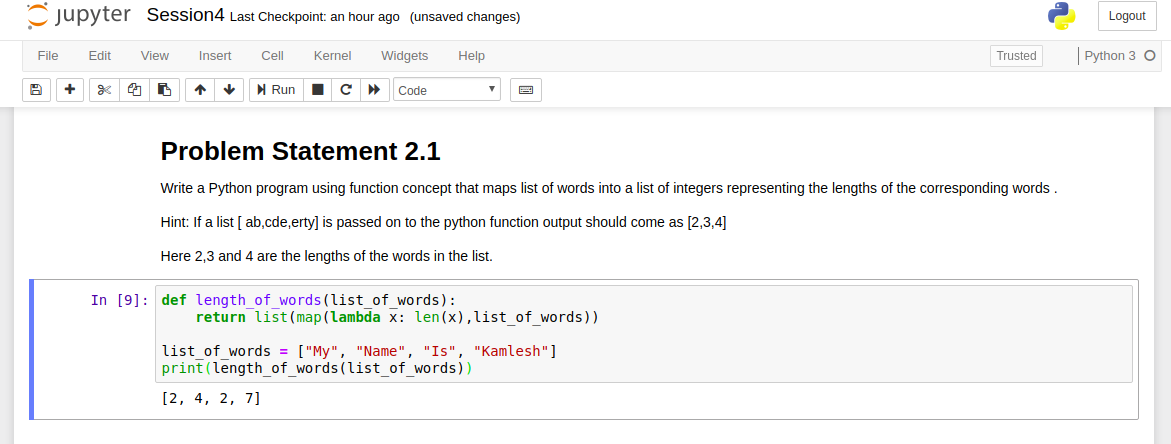 jupyter Session4 Last Checkpoint: an hour ago (unsaved changes) Logout
File Edit View Insert Cell Kernel Widgets Help Trusted Python 3
Run Code
Problem Statement 2.1
Write a Python program using function concept that maps list of words into a list of integers representing the lengths of the corresponding words .
Hint: If a list [ ab,cde,erty] is passed on to the python function output should come as [2,3,4]
Here 2,3 and 4 are the lengths of the words in the list.
In [9]: def length_of_words(list_of_words):
    return list(map(lambda x: len(x),list_of_words))
list_of_words = ["My", "Name", "Is", "Kamlesh"]
print(length_of_words(list_of_words))
[2, 4, 2, 7]